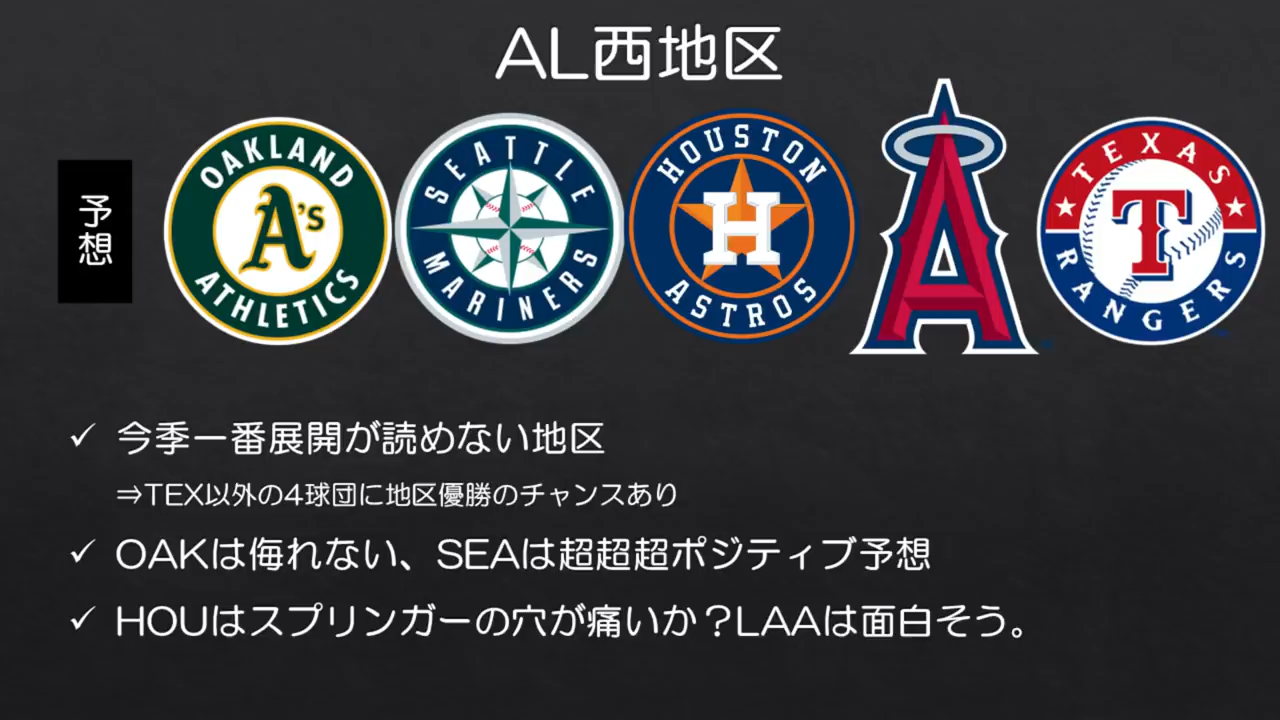 AL西地区
予想
OAKLAND
A's
ATHLETICS
SEATTLE
MARINERS
HOUSTON
H
ASTROS
A
TEXAS
T
RANGERS
✓ 今季一番展開が読めない地区
⇒TEX以外の4球団に地区優勝のチャンスあり
✓ OAKは侮れない、SEAは超超超ポジティブ予想
✓ HOUはスプリンガーの穴が痛いか？LAAは面白そう。